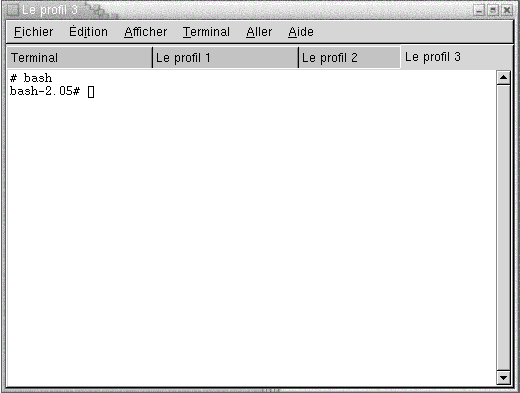 Le profil 3
Fichier Édition Afficher Terminal Aller Aide
Terminal Le profil 1 Le profil 2 Le profil 3
# bash
bash-2.05#